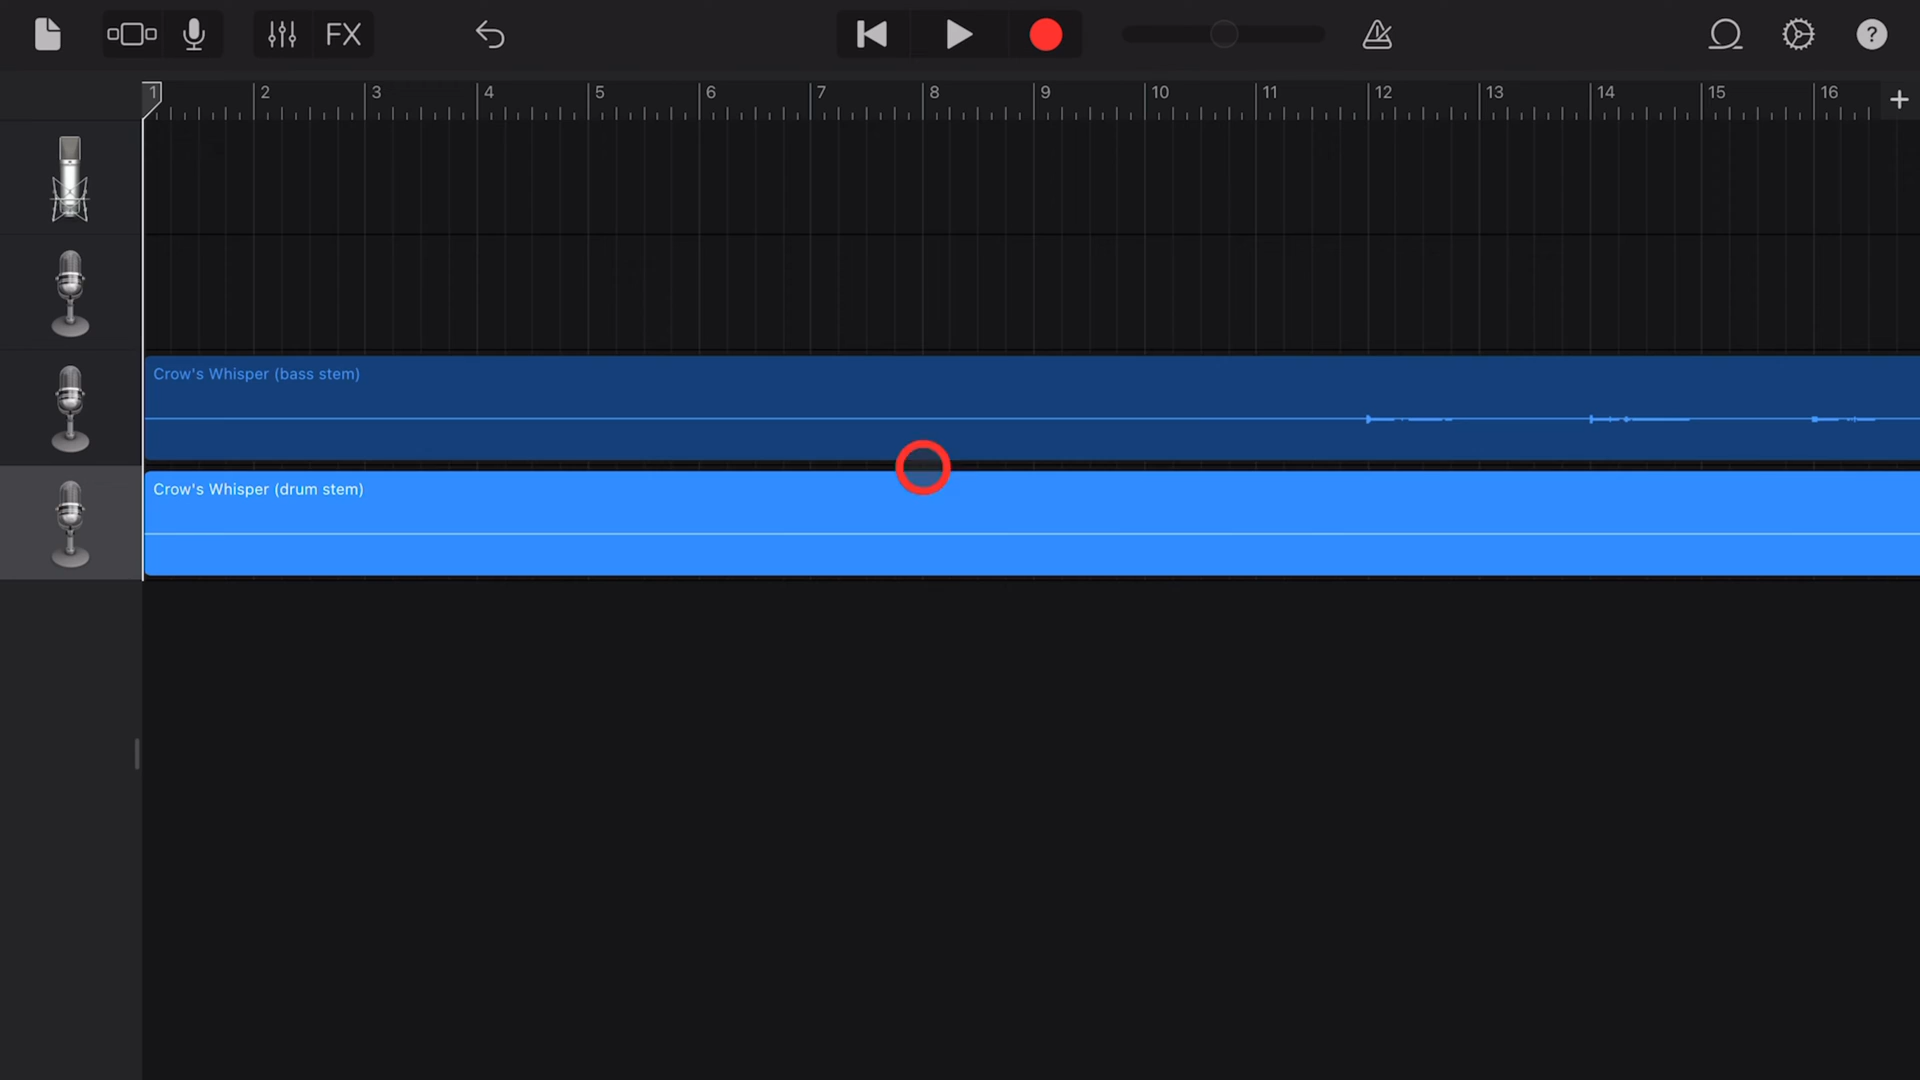 FX
?
1 2 3 4 5 6 7 8 9 10 11 12 13 14 15 16 +
Crow's Whisper (bass stem)
Crow's Whisper (drum stem)